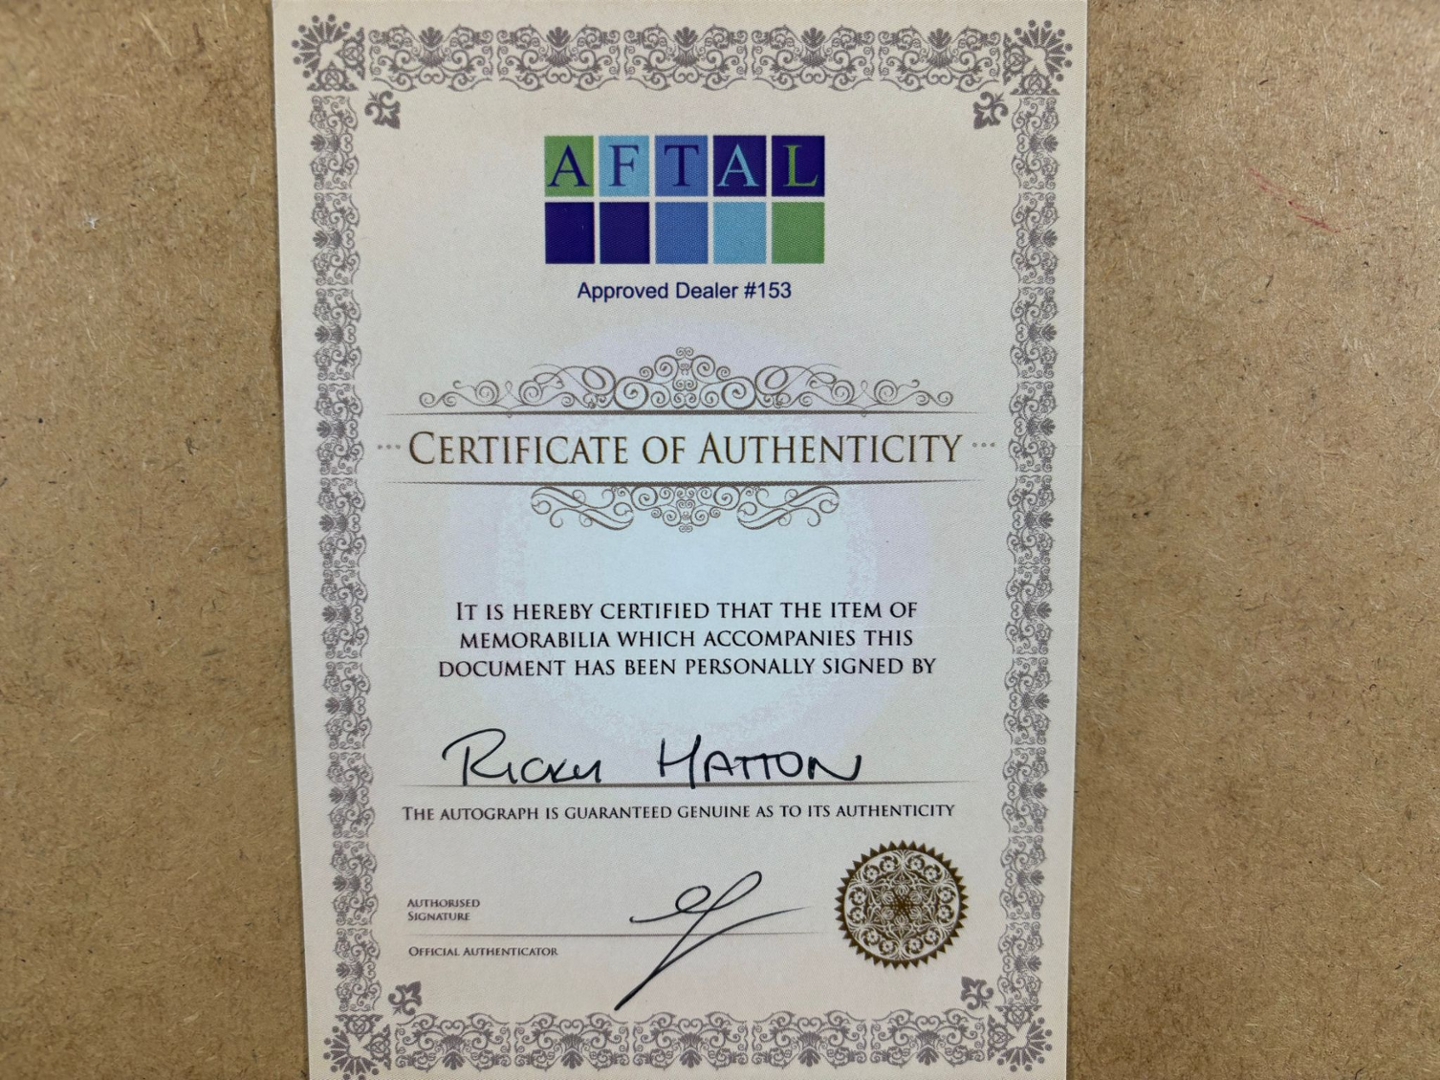 AFTAL
Approved Dealer #153
CERTIFICATE OF AUTHENTICITY
IT IS HEREBY CERTIFIED THAT THE ITEM OF
MEMORABILIA WHICH ACCOMPANIES THIS
DOCUMENT HAS BEEN PERSONALLY SIGNED BY
RICKY HATTON
THE AUTOGRAPH IS GUARANTEED GENUINE AS TO ITS AUTHENTICITY
AUTHORISED
SIGNATURE
OFFICIAL AUTHENTICATOR